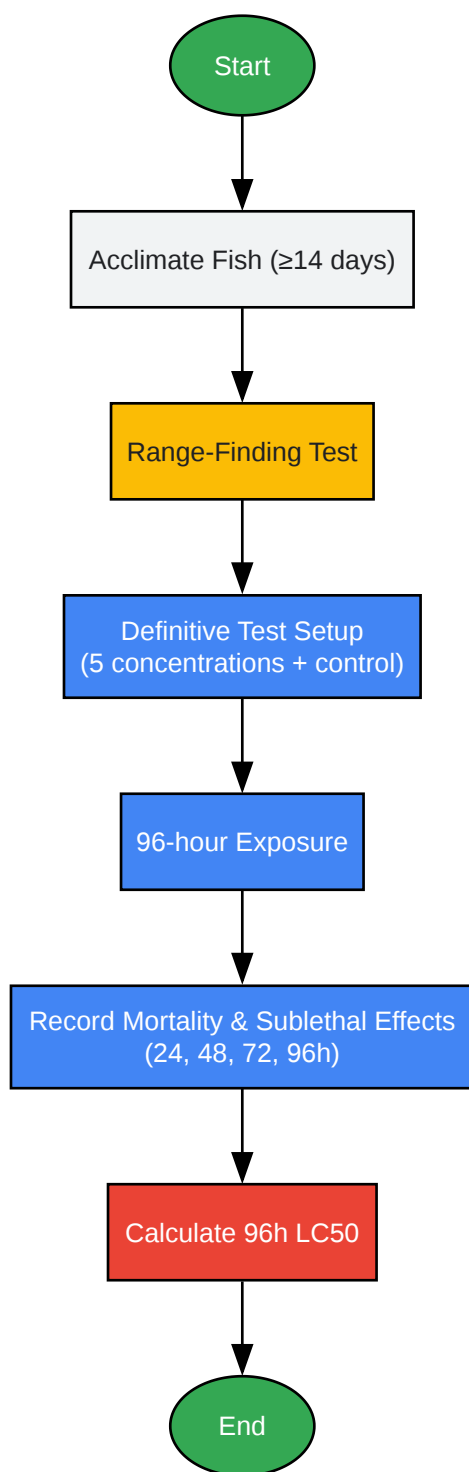 Start
Acclimate Fish (≥14 days)
Range-Finding Test
Definitive Test Setup
(5 concentrations + control)
96-hour Exposure
Record Mortality & Sublethal Effects
(24, 48, 72, 96h)
Calculate 96h LC50
End